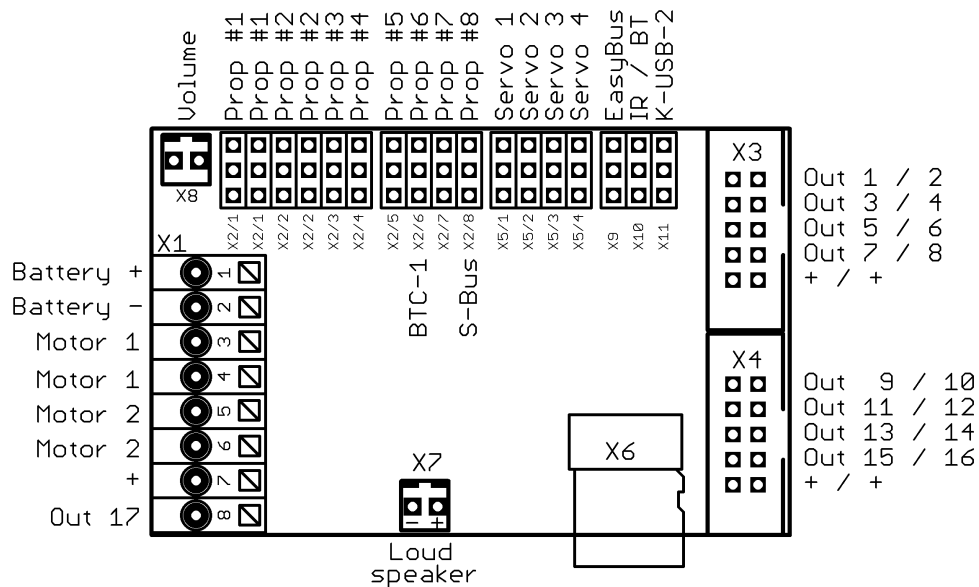 Volume
Prop #1
Prop #1
Prop #2
Prop #2
Prop #3
Prop #4
Prop #5
Prop #6
Prop #7
Prop #8
Servo 1
Servo 2
Servo 3
Servo 4
EasyBus
IR / BT
K-USB-2
X8
X2/1
X2/1
X2/2
X2/2
X2/3
X2/4
X2/5
X2/6
X2/7
X2/8
X5/1
X5/2
X5/3
X5/4
X9
X10
X11
BTC-1
S-Bus
X3
Out 1 / 2
Out 3 / 4
Out 5 / 6
Out 7 / 8
+ / +
X1
Battery + 1
Battery - 2
Motor 1 3
Motor 1 4
Motor 2 5
Motor 2 6
+ 7
Out 17 8
X4
Out 9 / 10
Out 11 / 12
Out 13 / 14
Out 15 / 16
+ / +
X7
- +
Loud
speaker
X6